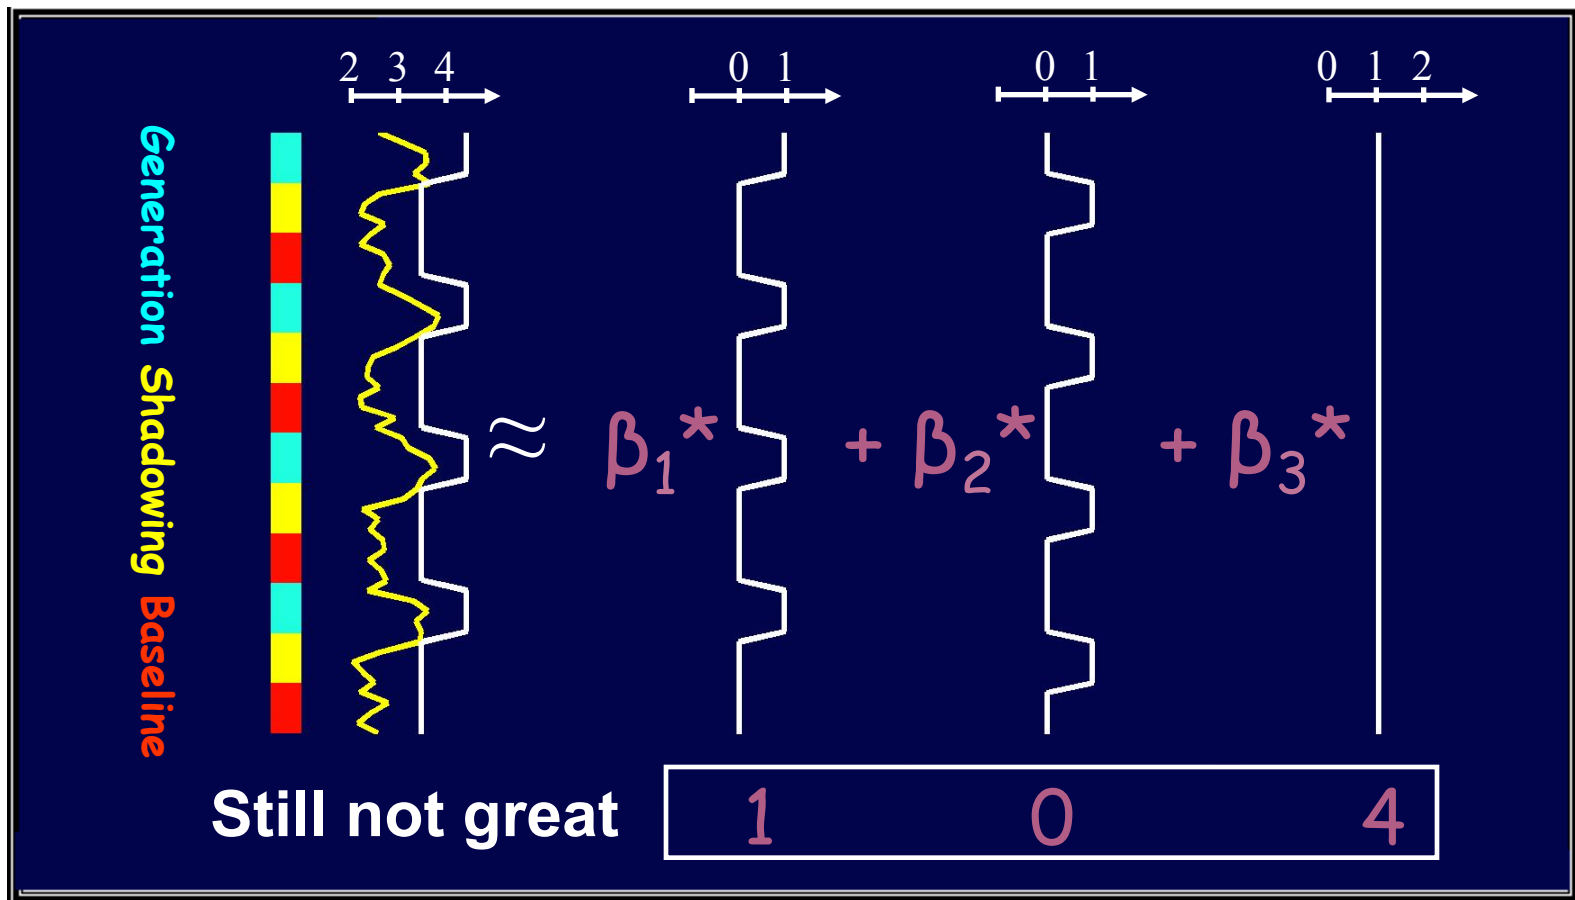 2 3 4
0 1
0 1
0 1 2
Generation Shadowing Baseline
≈ β₁* + β₂* + β₃*
Still not great 1 0 4